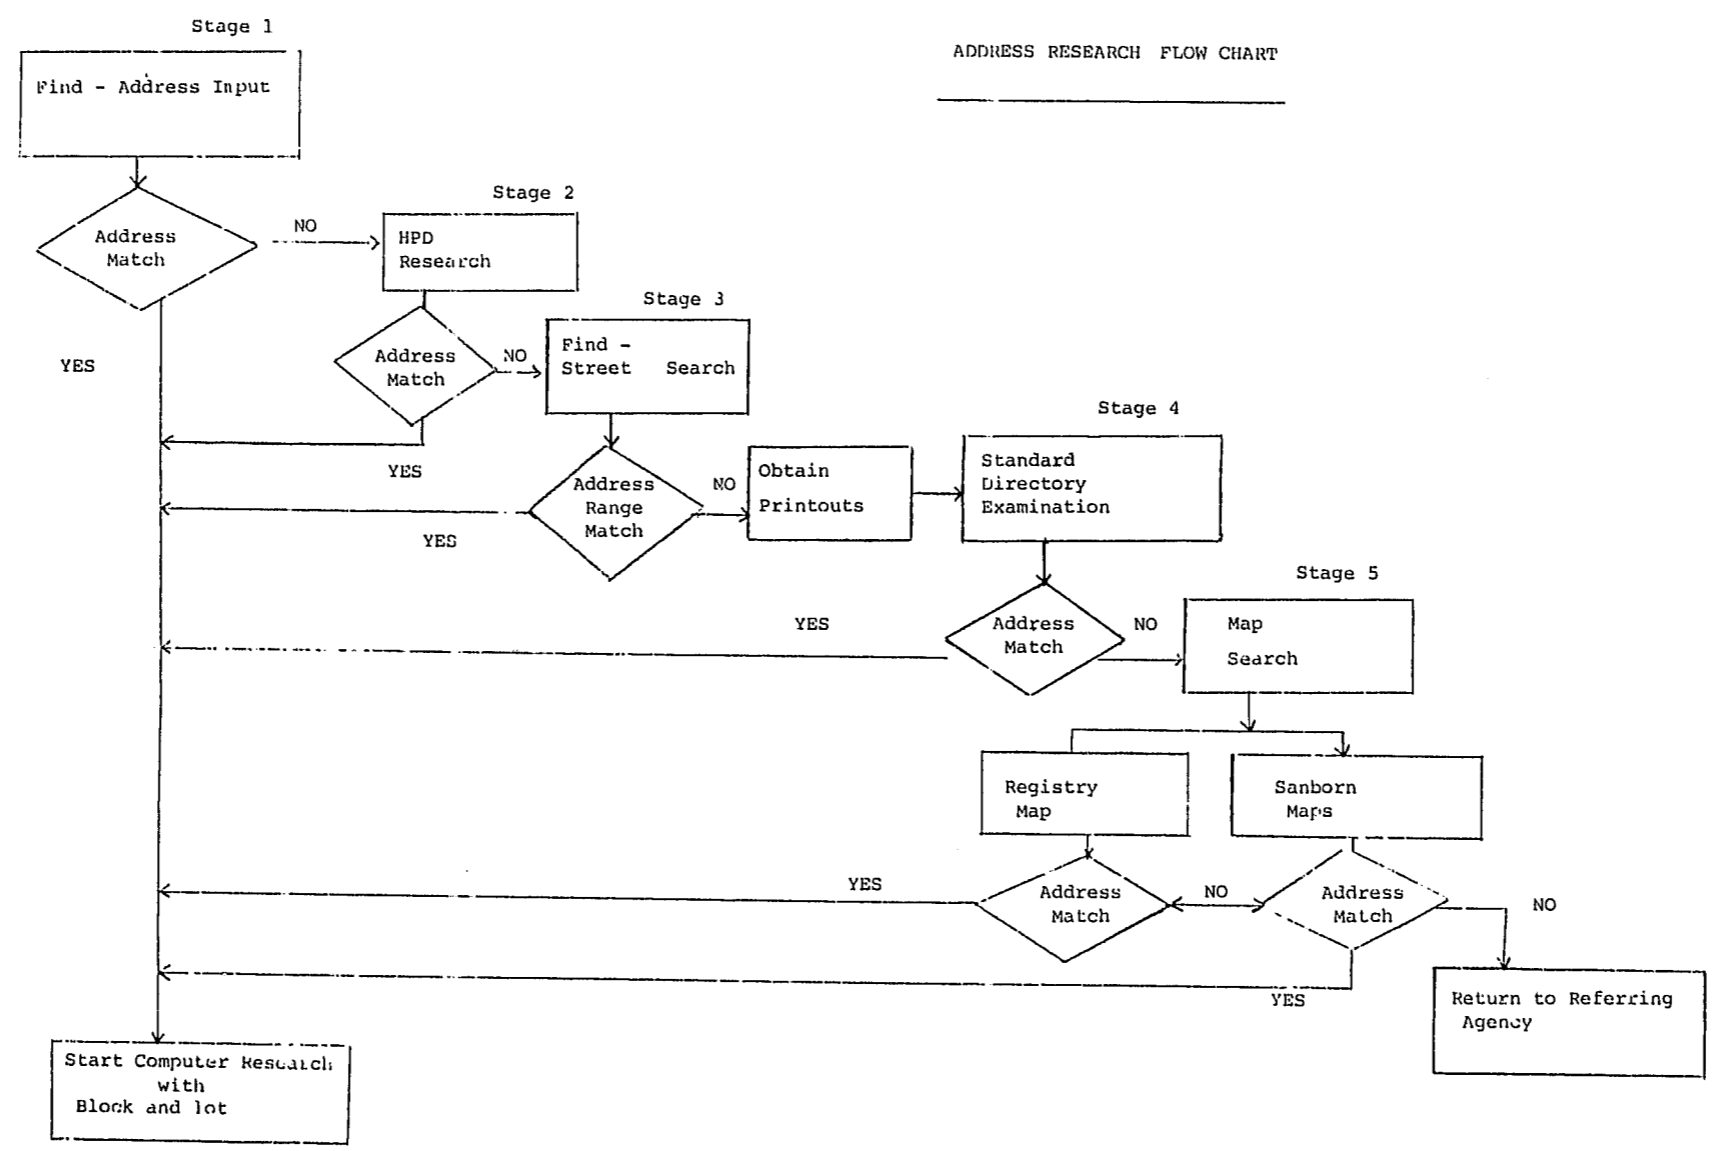 Stage 1
ADDRESS RESEARCH FLOW CHART
Find - Address Input
Stage 2
Address
Match
NO
HPD
Research
Stage 3
YES
Address
Match
NO
Find -
Street Search
Stage 4
YES
Address
Range
Match
NO
Obtain
Printouts
Standard
Directory
Examination
YES
Stage 5
YES
Address
Match
NO
Map
Search
Registry
Map
Sanborn
Maps
YES
Address
Match
NO
Address
Match
NO
YES
Return to Referring
Agency
Start Computer Research
with
Block and lot